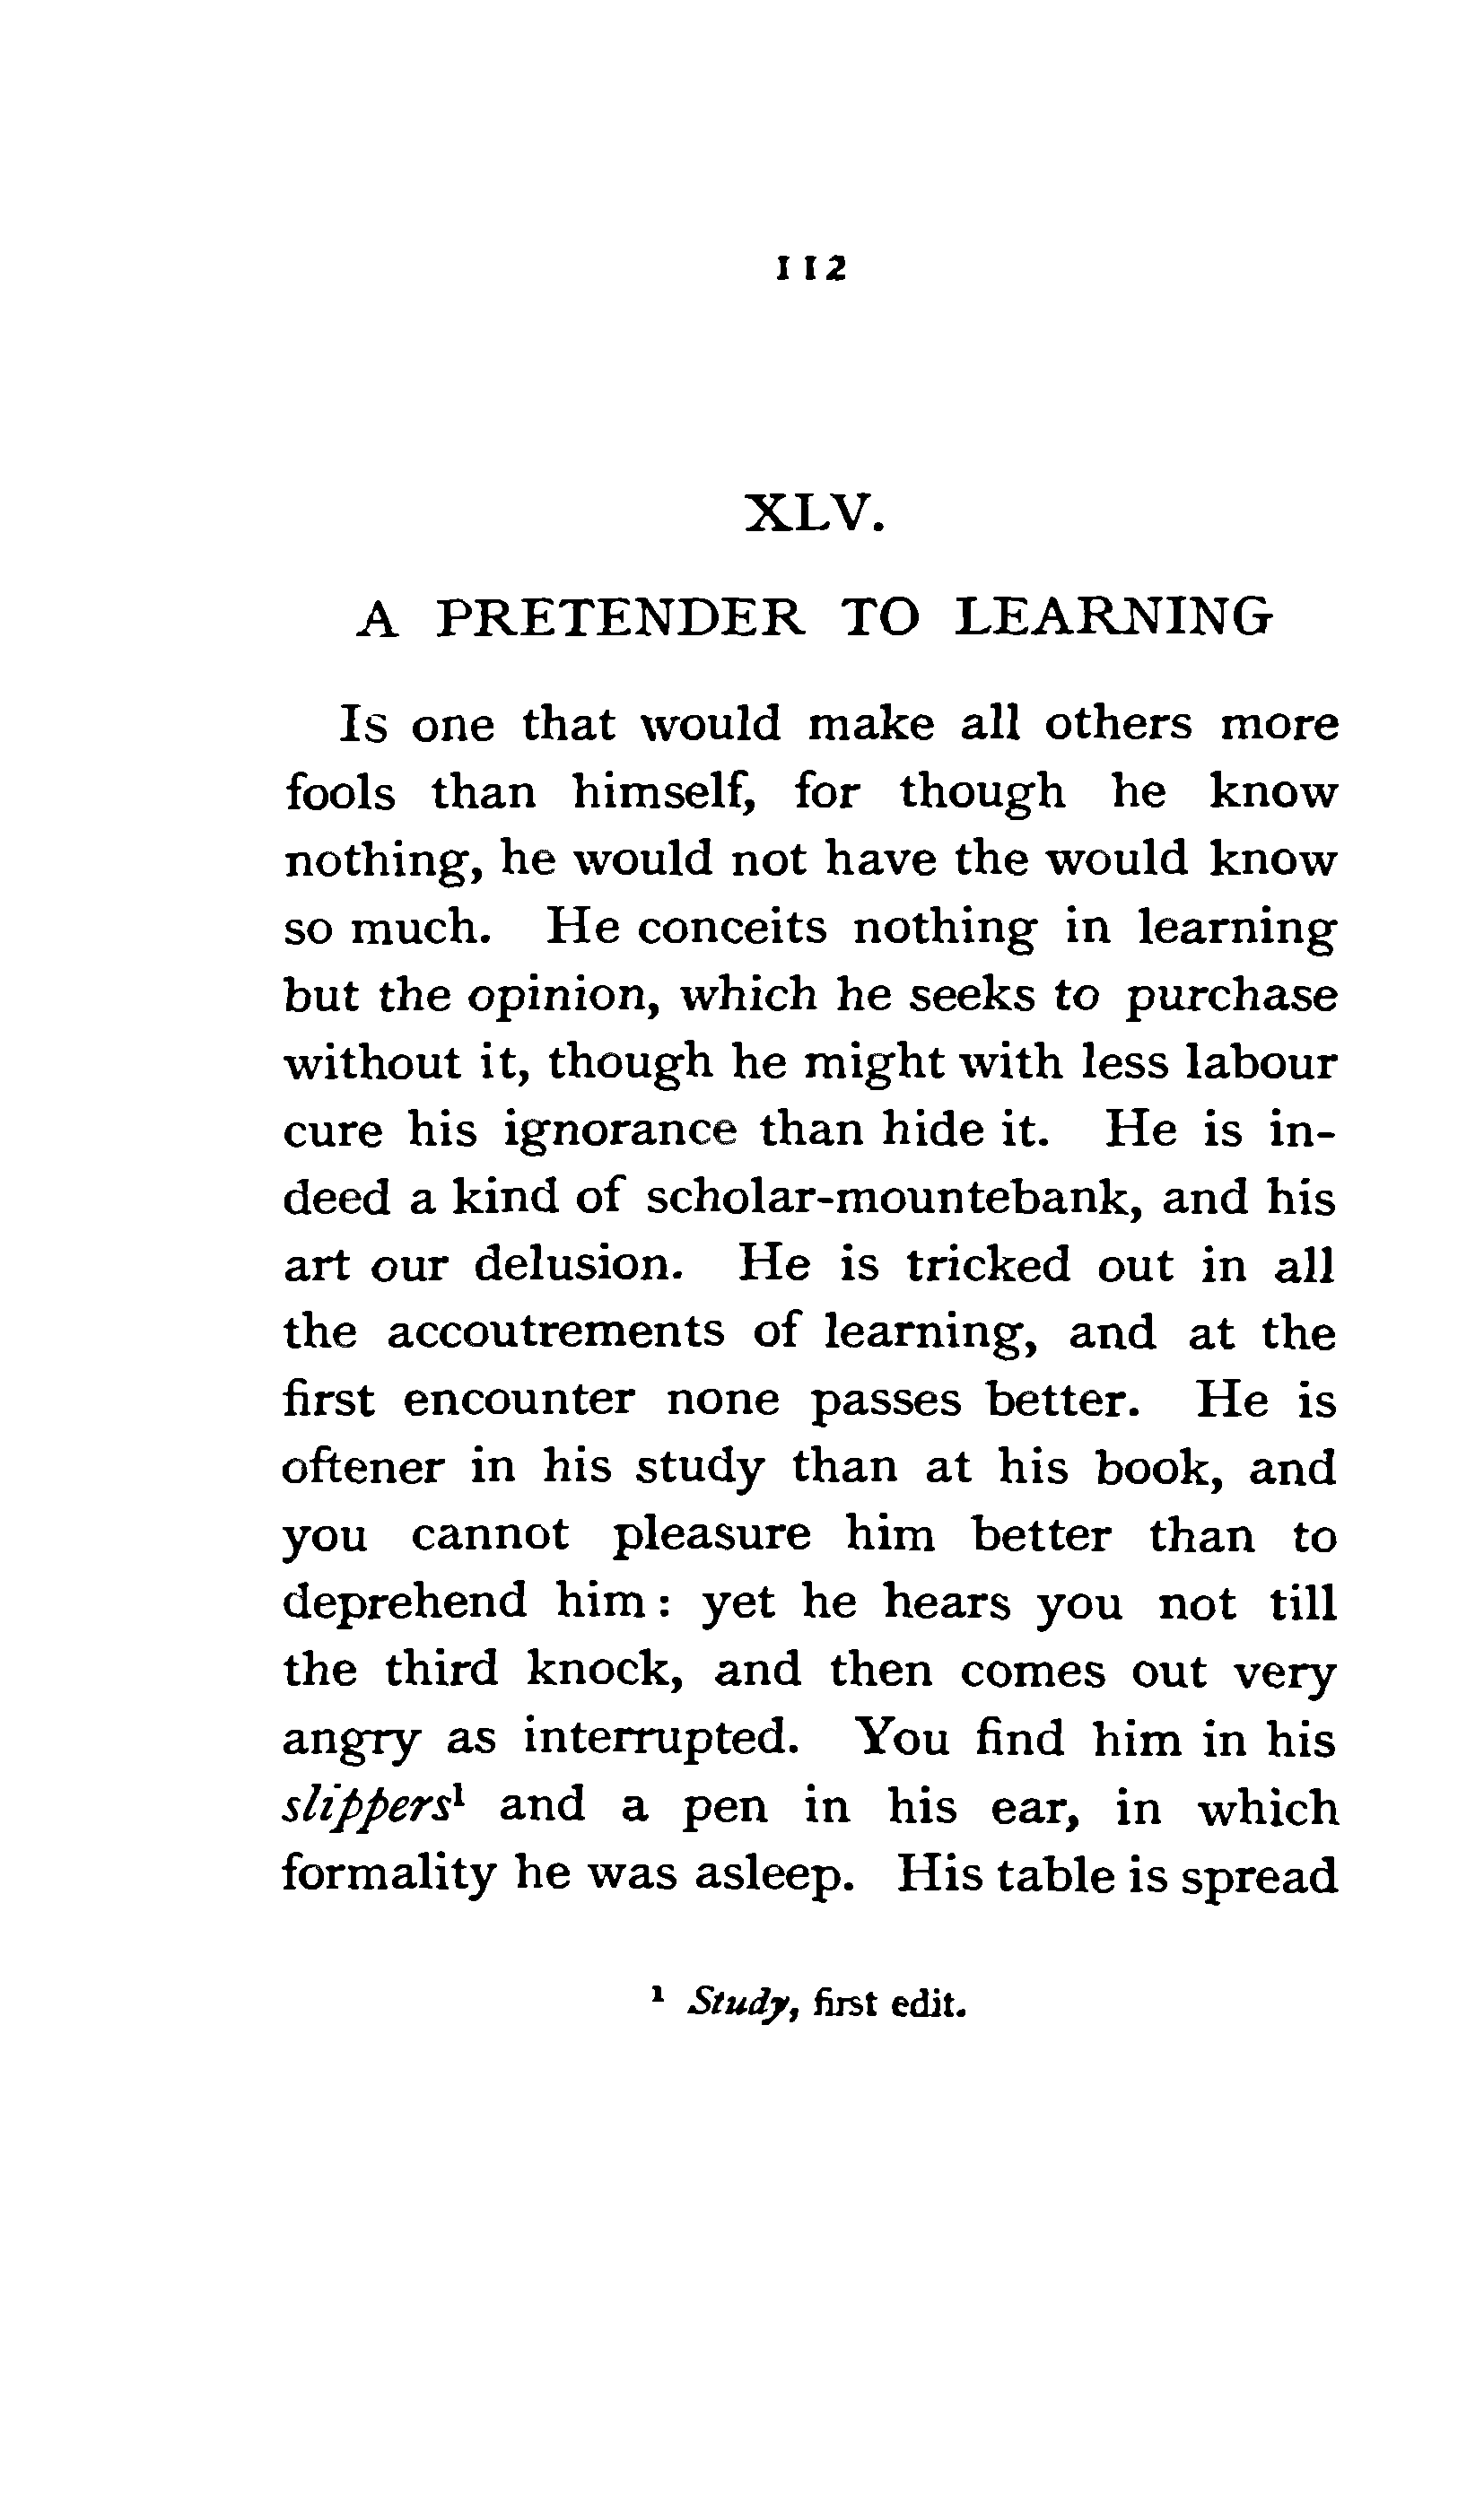 112
XLV.
A PRETENDER TO LEARNING
Is one that would make all others more
fools than himself, for though he know
nothing, he would not have the would know
so much. He conceits nothing in learning
but the opinion, which he seeks to purchase
without it, though he might with less labour
cure his ignorance than hide it. He is in-
deed a kind of scholar-mountebank, and his
art our delusion. He is tricked out in all
the accoutrements of learning, and at the
first encounter none passes better. He is
oftener in his study than at his book, and
you cannot pleasure him better than to
deprehend him: yet he hears you not till
the third knock, and then comes out very
angry as interrupted. You find him in his
slippers¹ and a pen in his ear, in which
formality he was asleep. His table is spread
¹ Study, first edit.